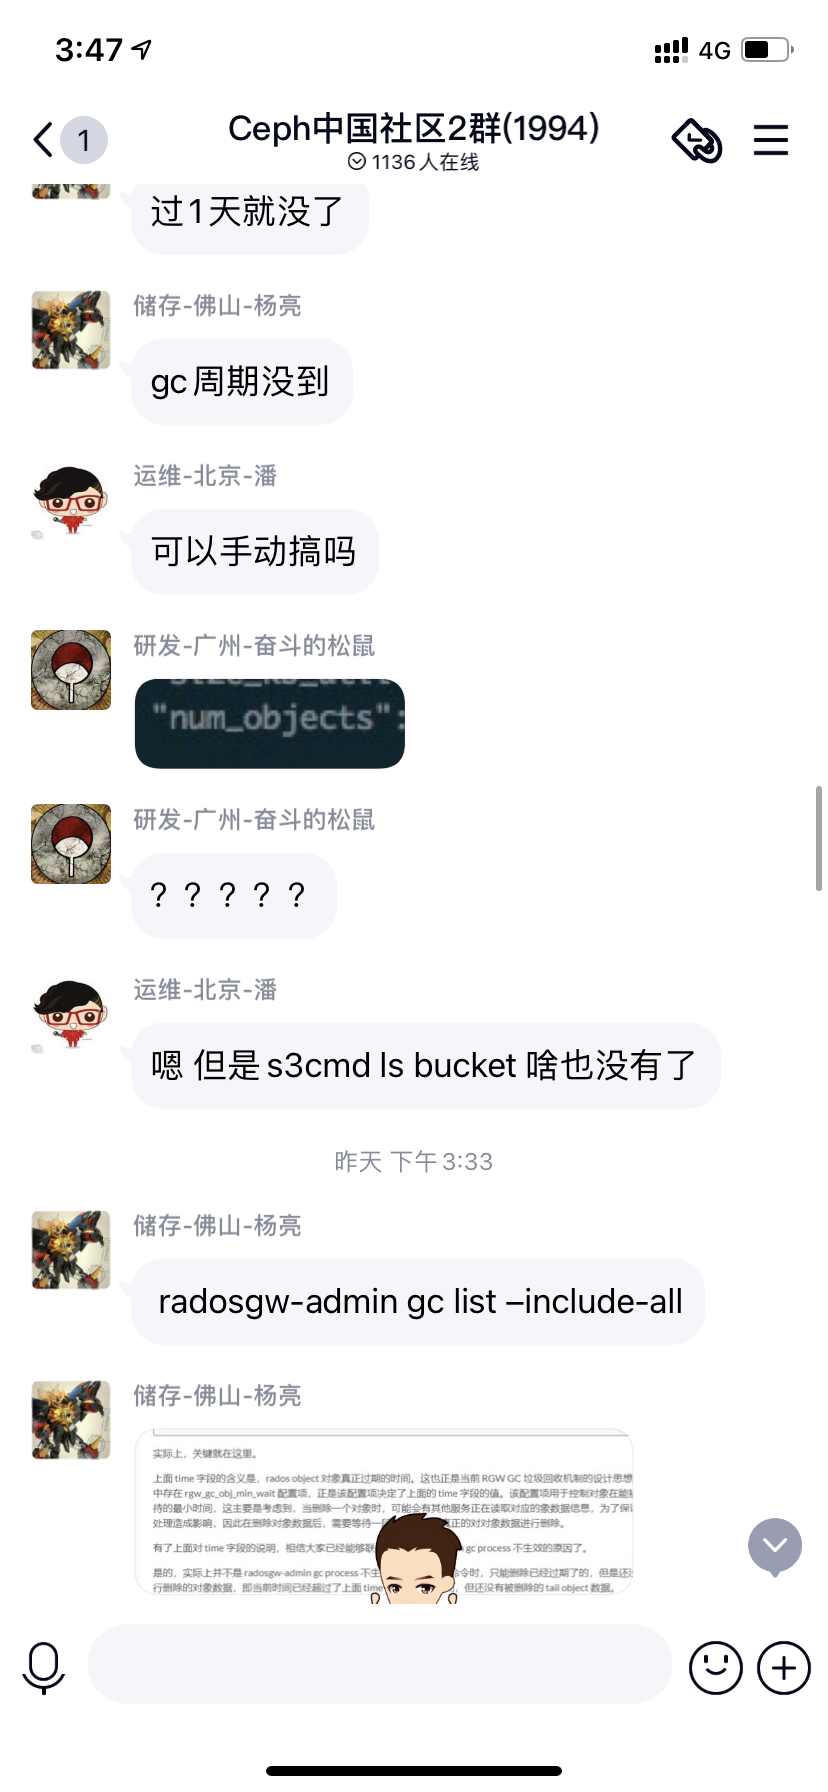 3:47
4G
1
Ceph中国社区2群(1994)
1136人在线
过1天就没了
储存-佛山-杨亮
gc周期没到
运维-北京-潘
可以手动搞吗
研发-广州-奋斗的松鼠
"num_objects":
研发-广州-奋斗的松鼠
？？？？？
运维-北京-潘
嗯 但是s3cmd ls bucket 啥也没有了
昨天 下午3:33
储存-佛山-杨亮
radosgw-admin gc list –include-all
储存-佛山-杨亮
实际上，关键就在这里。
上面 time 字段的含义是，rados object 对象真正过期的时间。这也正是当前 RGW GC 垃圾回收机制的设计思想
中存在 rgw_gc_obj_min_wait 配置项，正是该配置项决定了上面的 time 字段的值。该配置项用于控制对象在能
待的最小时间，这主要是考虑到，当删除一个对象时，可能会有其他服务正在读取对应的象数据信息，为了保
处理造成影响，因此在删除对象数据后，需要等待一 真正的对对象数据进行删除。
有了上面对 time 字段的说明，相信大家已经能够联 gc process 不生效的原因了。
是的，实际上并不是 radosgw-admin gc process 不生 命令时，只能删除已经过期了的，但是还
行删除的对象数据，即当前时间已经超过了上面 time ，但还没有被删除的 tail object 数据。